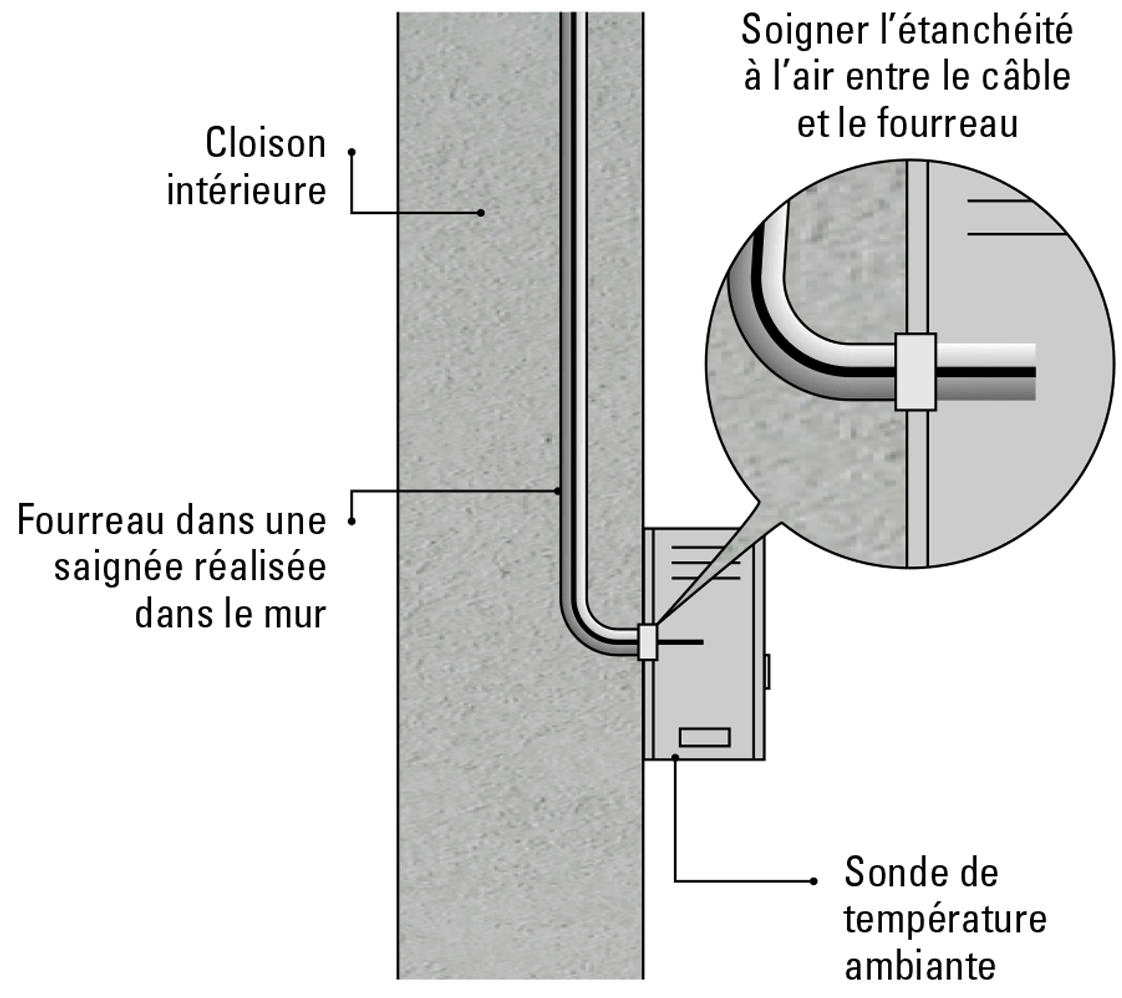 Soigner l’étanchéité
à l’air entre le câble
et le fourreau
Cloison
intérieure
Fourreau dans une
saignée réalisée
dans le mur
Sonde de
température
ambiante